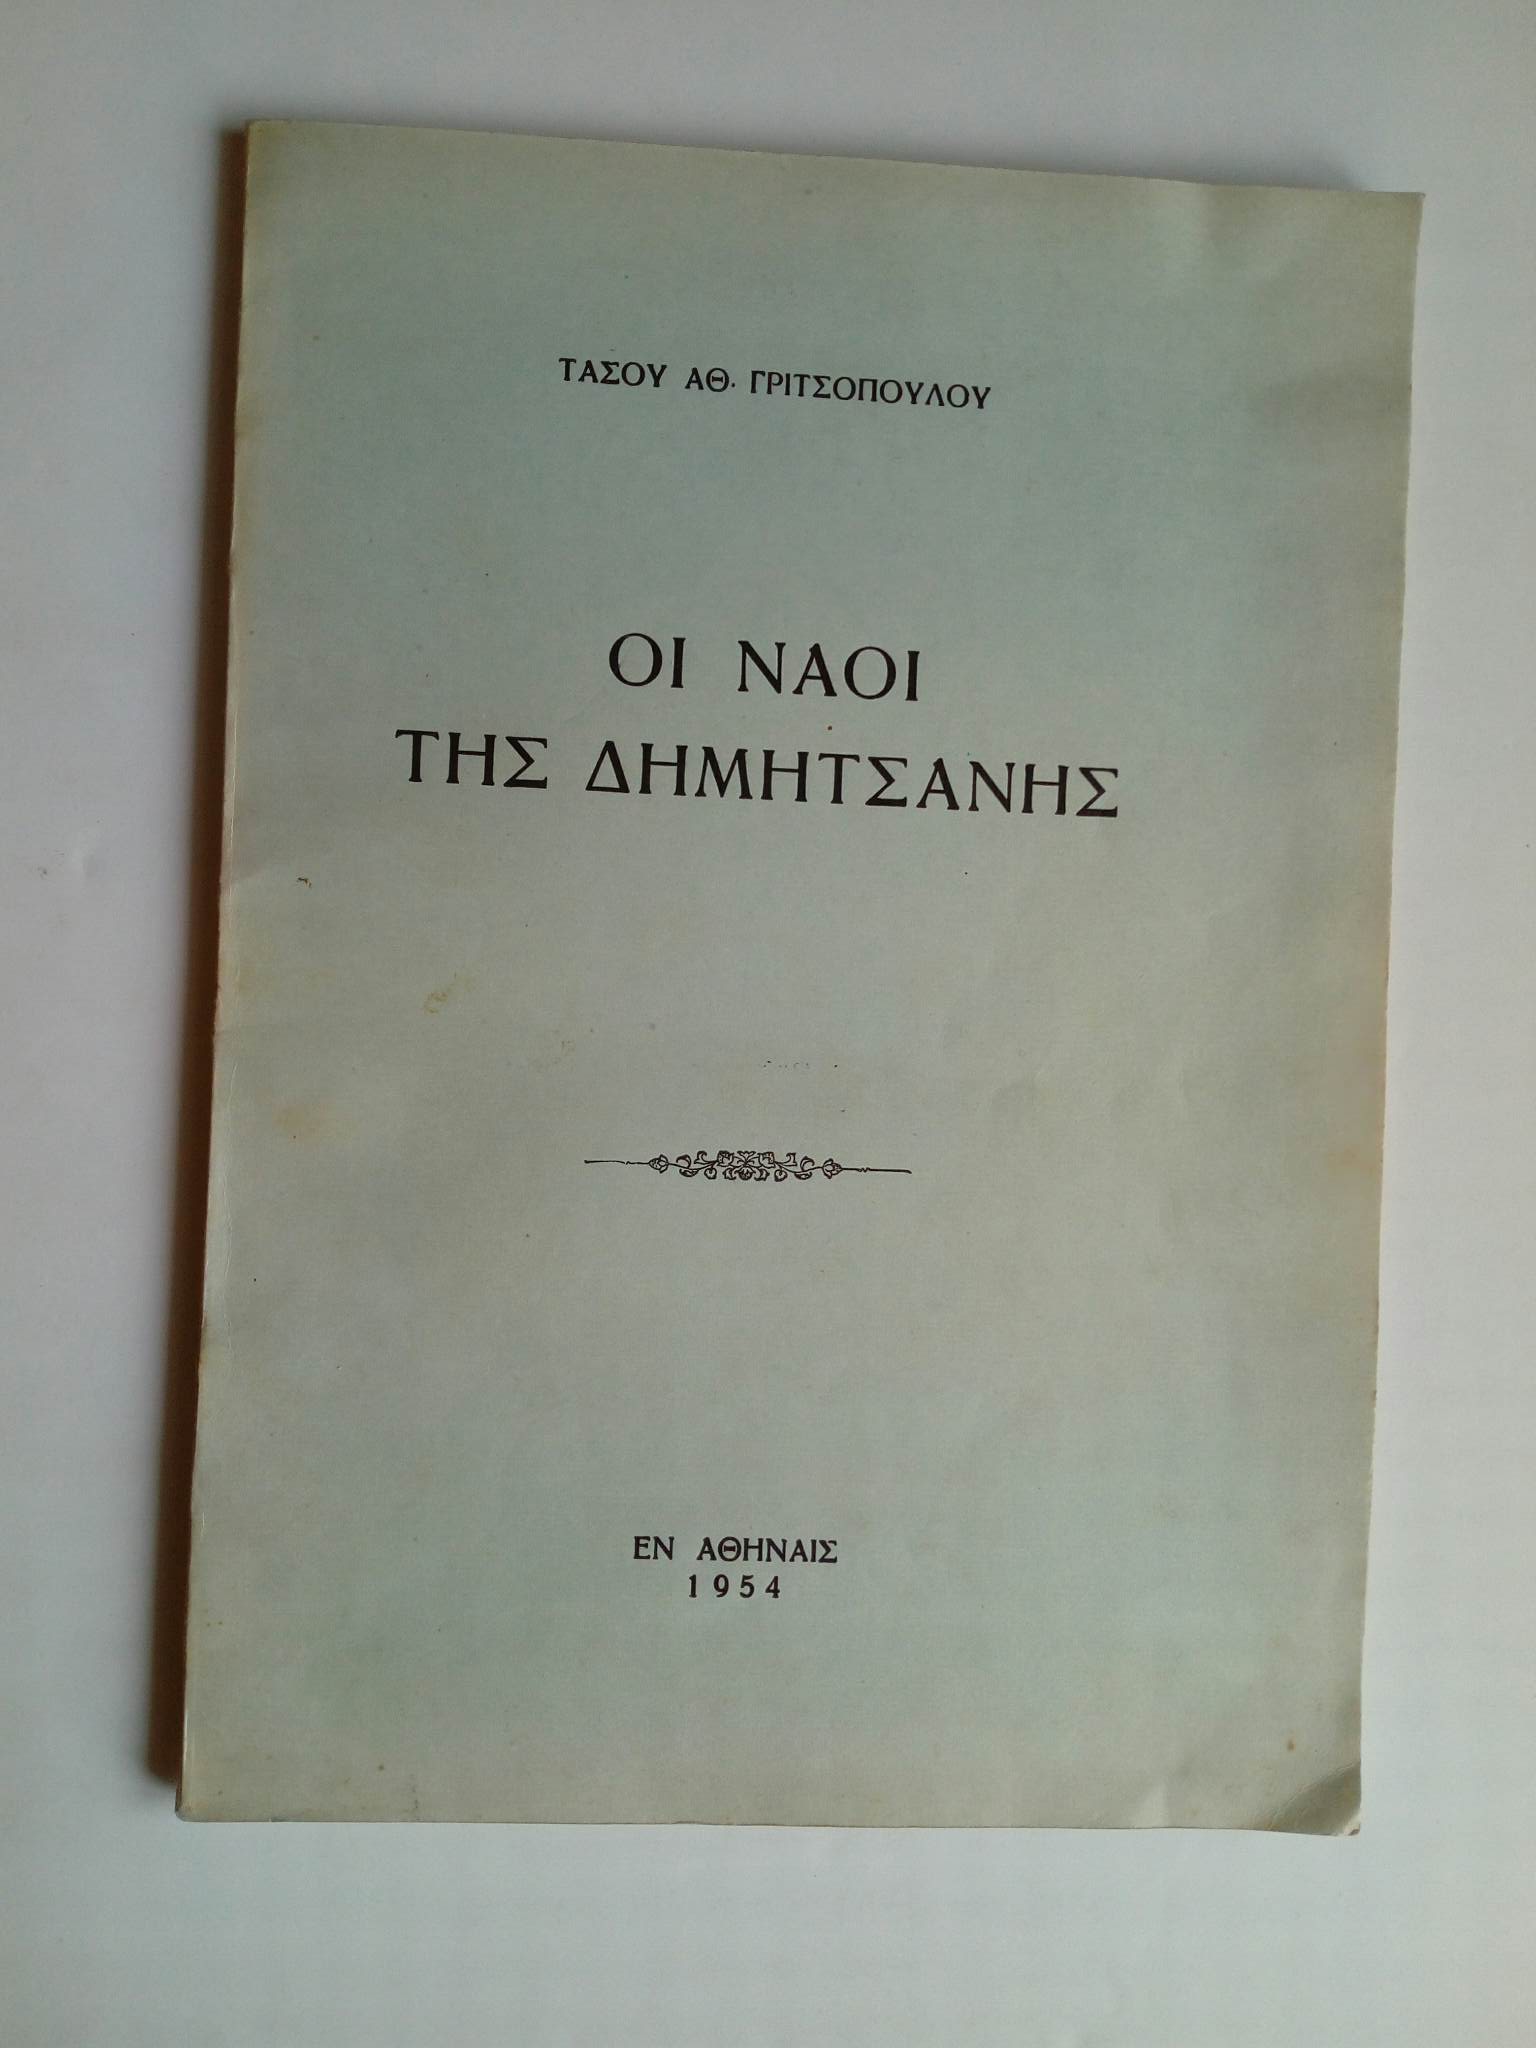 ΤΑΣΟΥ ΑΘ. ΓΡΙΤΣΟΠΟΥΛΟΥ
ΟΙ ΝΑΟΙ
ΤΗΣ ΔΗΜΗΤΣΑΝΗΣ
ΕΝ ΑΘΗΝΑΙΣ
1954